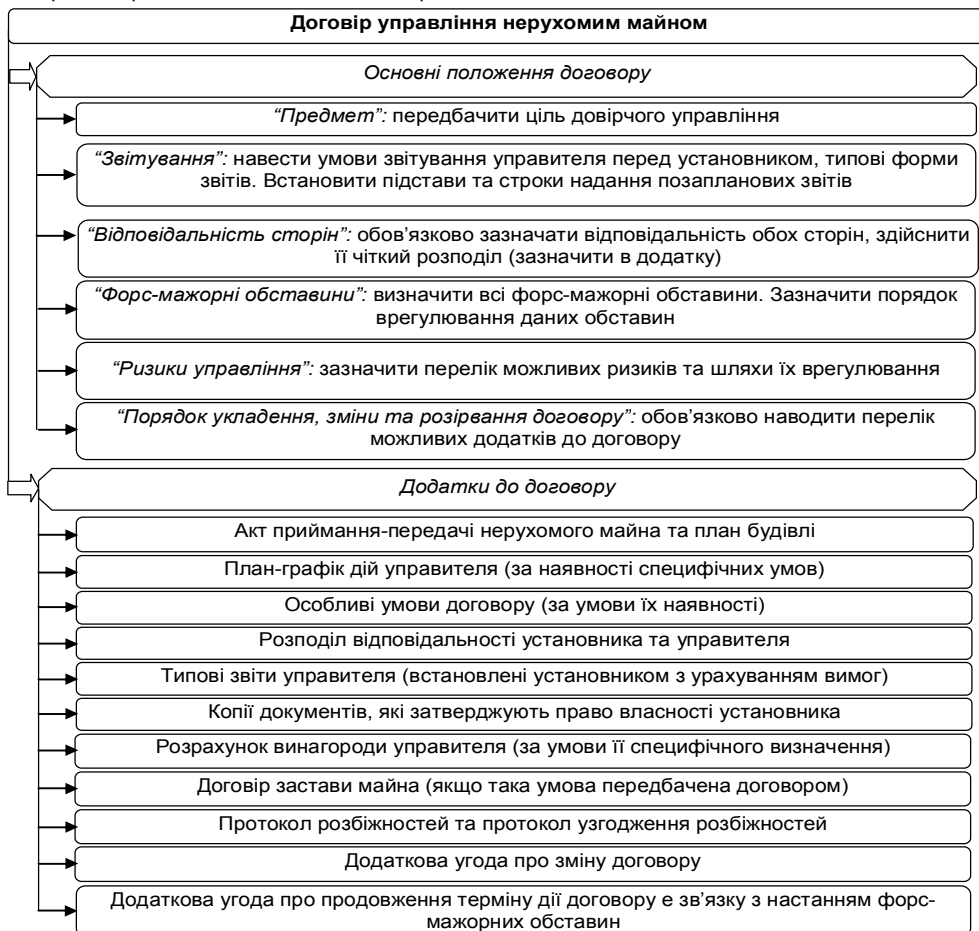 Договір управління нерухомим майном
Основні положення договору
“Предмет”: передбачити ціль довірчого управління
“Звітування”: навести умови звітування управителя перед установником, типові форми
звітів. Встановити підстави та строки надання позапланових звітів
“Відповідальність сторін”: обов’язково зазначати відповідальність обох сторін, здійснити
її чіткий розподіл (зазначити в додатку)
“Форс-мажорні обставини”: визначити всі форс-мажорні обставини. Зазначити порядок
врегулювання даних обставин
“Ризики управління”: зазначити перелік можливих ризиків та шляхи їх врегулювання
“Порядок укладення, зміни та розірвання договору”: обов’язково наводити перелік
можливих додатків до договору
Додатки до договору
Акт приймання-передачі нерухомого майна та план будівлі
План-графік дій управителя (за наявності специфічних умов)
Особливі умови договору (за умови їх наявності)
Розподіл відповідальності установника та управителя
Типові звіти управителя (встановлені установником з урахуванням вимог)
Копії документів, які затверджують право власності установника
Розрахунок винагороди управителя (за умови її специфічного визначення)
Договір застави майна (якщо така умова передбачена договором)
Протокол розбіжностей та протокол узгодження розбіжностей
Додаткова угода про зміну договору
Додаткова угода про продовження терміну дії договору е зв’язку з настанням форс-
мажорних обставин